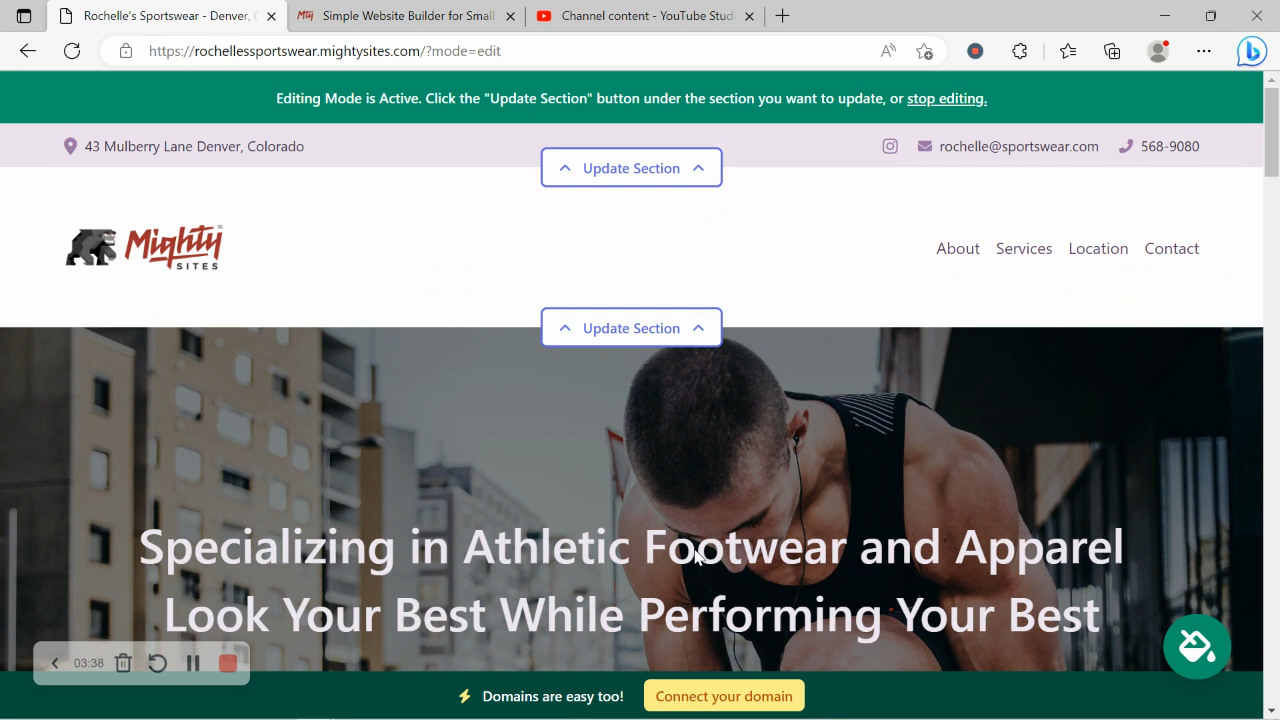 Rochelle's Sportswear - Denver, C
Simple Website Builder for Small
Channel content - YouTube Studi
https://rochellessportswear.mightysites.com/?mode=edit
Editing Mode is Active. Click the "Update Section" button under the section you want to update, or stop editing.
43 Mulberry Lane Denver, Colorado
rochelle@sportswear.com
568-9080
Update Section
Mighty
SITES
About Services Location Contact
Update Section
Specializing in Athletic Footwear and Apparel
Look Your Best While Performing Your Best
03:38
Domains are easy too! Connect your domain